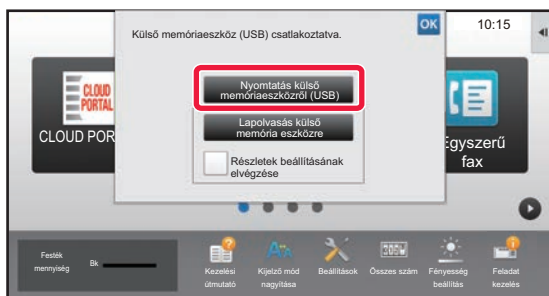 Külső memóriaeszköz (USB) csatlakoztatva.
OK
10:15
Nyomtatás külső
memóriaeszközről (USB)
Lapolvasás külső
memória eszközre
Részletek beállításának
elvégzése
CLOUD
PORTAL
CLOUD POR
Egyszerű
fax
Festék
mennyiség
Bk
Kezelési
útmutató
Kijelző mód
nagyítása
Beállítások
Összes szám
Fényesség
beállítás
Feladat
kezelés